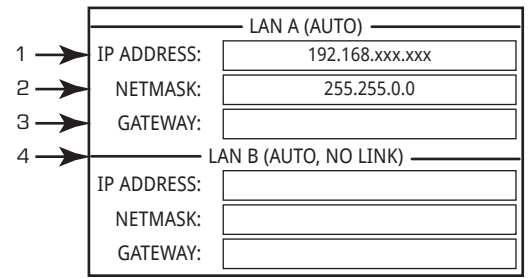 LAN A (AUTO)
1 IP ADDRESS: 192.168.xxx.xxx
2 NETMASK: 255.255.0.0
3 GATEWAY:
4 LAN B (AUTO, NO LINK)
IP ADDRESS:
NETMASK:
GATEWAY: